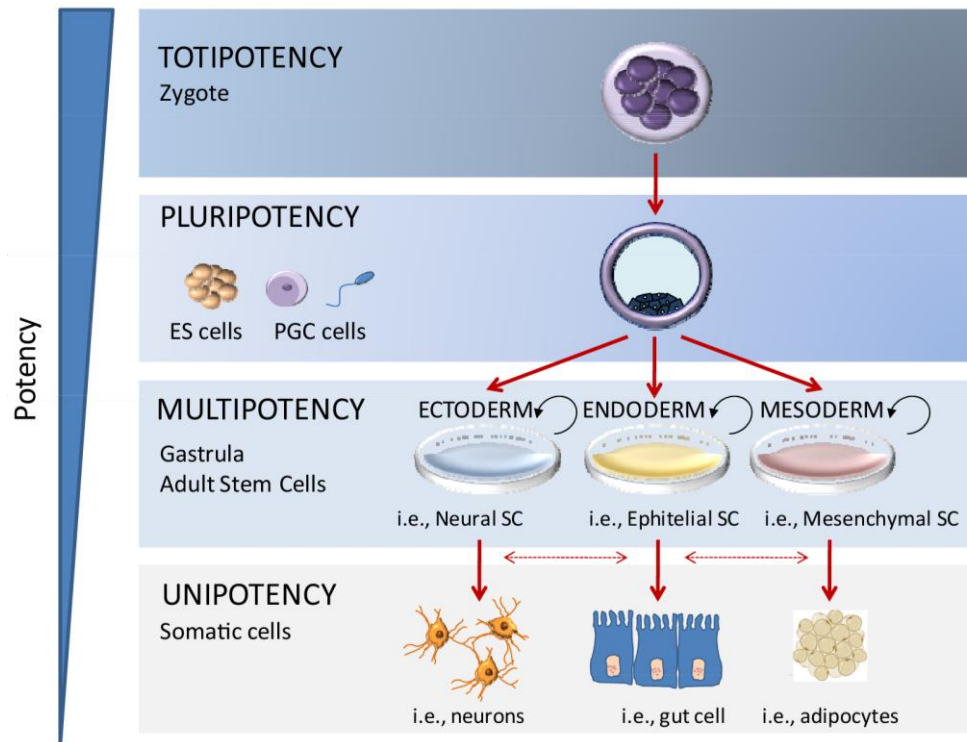 Potency
TOTIPOTENCY
Zygote
PLURIPOTENCY
ES cells
PGC cells
MULTIPOTENCY
Gastrula
Adult Stem Cells
ECTODERM
ENDODERM
MESODERM
i.e., Neural SC
i.e., Ephitelial SC
i.e., Mesenchymal SC
UNIPOTENCY
Somatic cells
i.e., neurons
i.e., gut cell
i.e., adipocytes